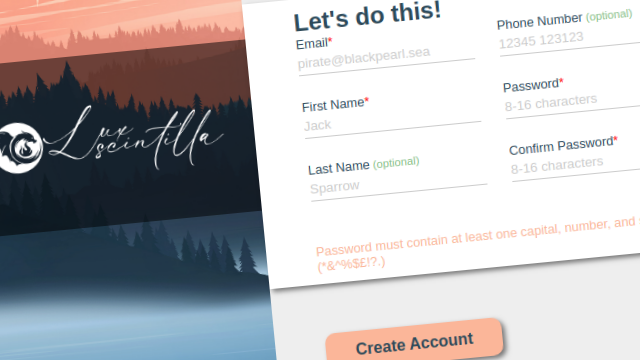 Lux
scintilla
Let's do this!
Email*
pirate@blackpearl.sea
Phone Number (optional)
12345 123123
First Name*
Jack
Password*
8-16 characters
Last Name (optional)
Sparrow
Confirm Password*
8-16 characters
Password must contain at least one capital, number, and
(*&^%$£!?.)
Create Account